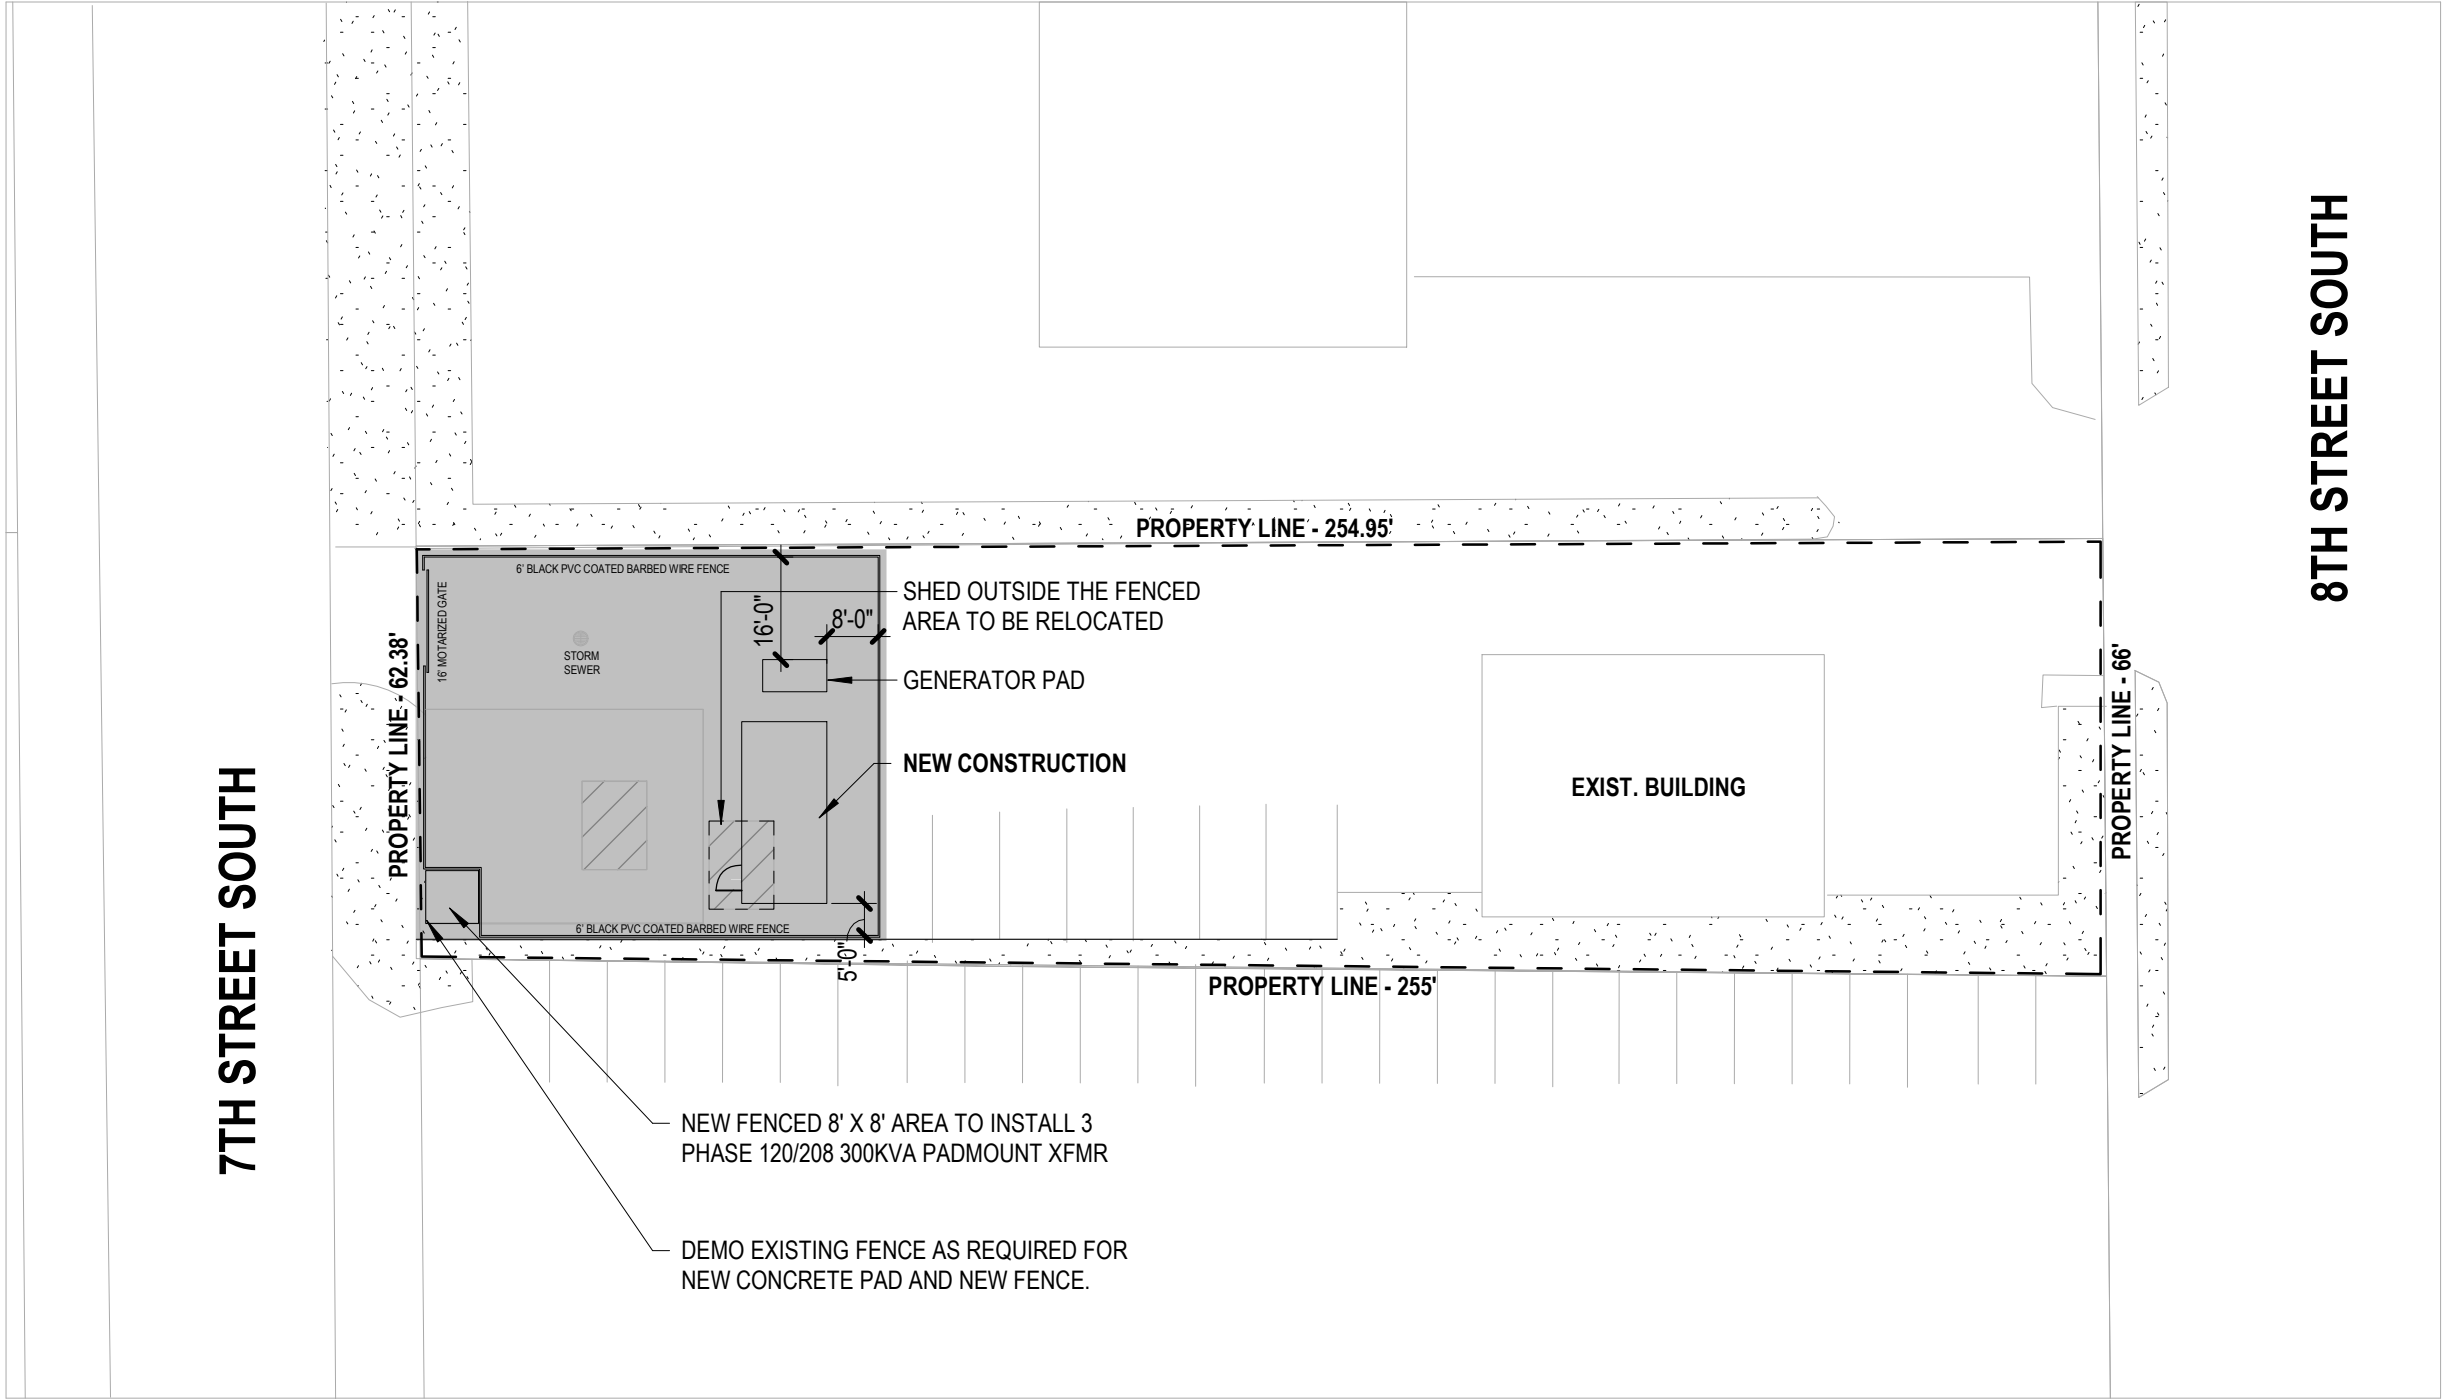 8TH STREET SOUTH
PROPERTY LINE - 254.95'
6' BLACK PVC COATED BARBED WIRE FENCE
16' MOTARIZED GATE
STORM
SEWER
16'-0"
8'-0"
SHED OUTSIDE THE FENCED
AREA TO BE RELOCATED
GENERATOR PAD
PROPERTY LINE - 62.38'
PROPERTY LINE - 66'
NEW CONSTRUCTION
EXIST. BUILDING
7TH STREET SOUTH
6' BLACK PVC COATED BARBED WIRE FENCE
5'-0"
PROPERTY LINE - 255'
NEW FENCED 8' X 8' AREA TO INSTALL 3
PHASE 120/208 300KVA PADMOUNT XFMR
DEMO EXISTING FENCE AS REQUIRED FOR
NEW CONCRETE PAD AND NEW FENCE.